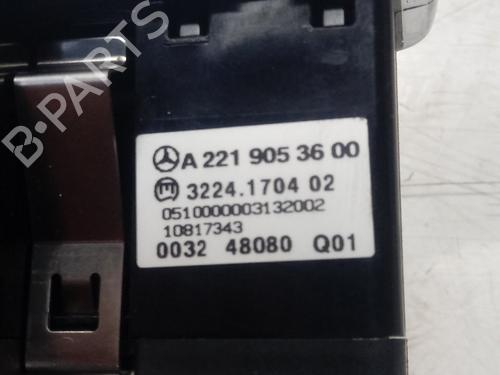 B-PARTS
A 221 905 36 00
3224.1704 02
0510000003132002
10817343
0032 48080 Q01